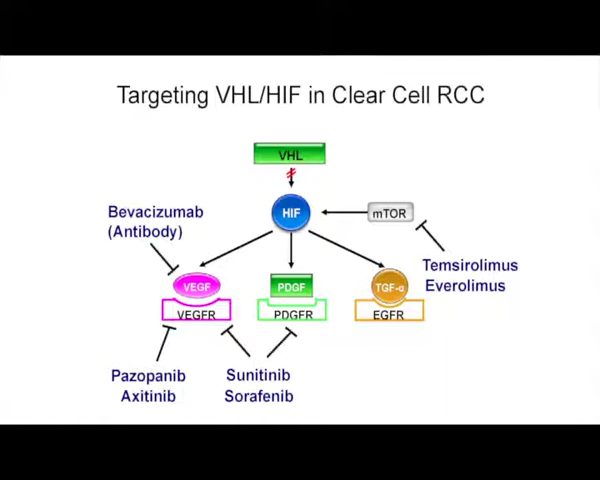 Targeting VHL/HIF in Clear Cell RCC
VHL
HIF
mTOR
Bevacizumab
(Antibody)
Temsirolimus
Everolimus
VEGF
PDGF
TGF-α
VEGFR
PDGFR
EGFR
Pazopanib
Axitinib
Sunitinib
Sorafenib